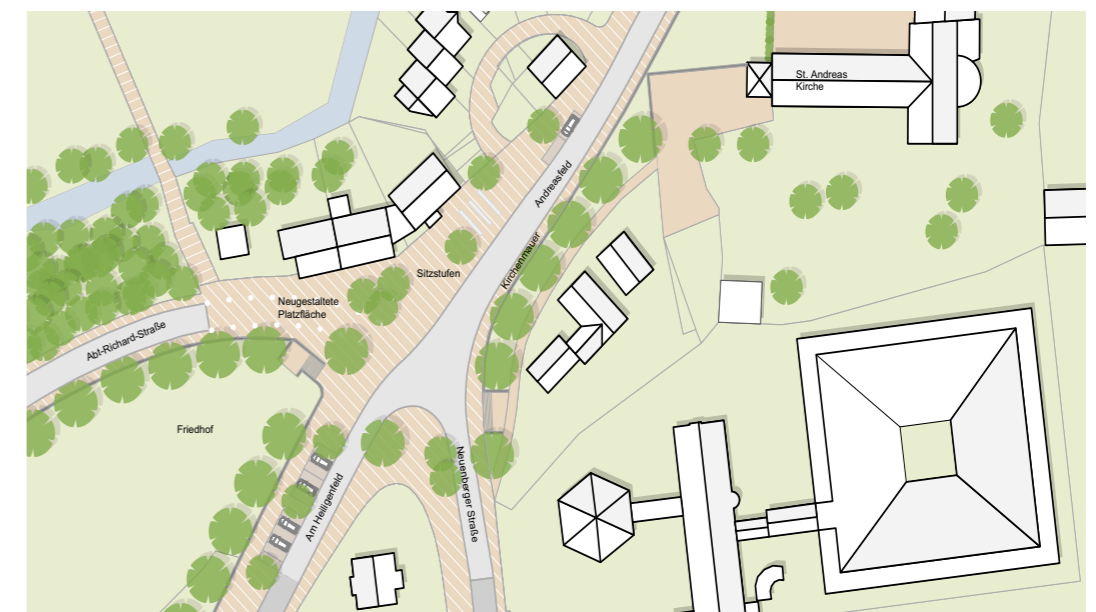 St. Andreas
Kirche
Andreasfeld
Kirchenmauer
Sitzstufen
Neugestaltete
Platzfläche
Abt-Richard-Straße
Friedhof
Am Heiligenfeld
Neuenberger Straße